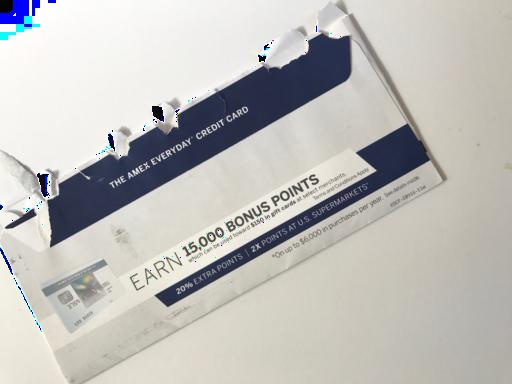 THE AMEX EVERYDAY® CREDIT CARD
EARN 15,000 BONUS POINTS
which can be used toward $150 in gift cards at select merchants.
Terms and Conditions Apply
20% EXTRA POINTS | 2X POINTS AT U.S. SUPERMARKETS*
*On up to $6,000 in purchases per year. See details inside.